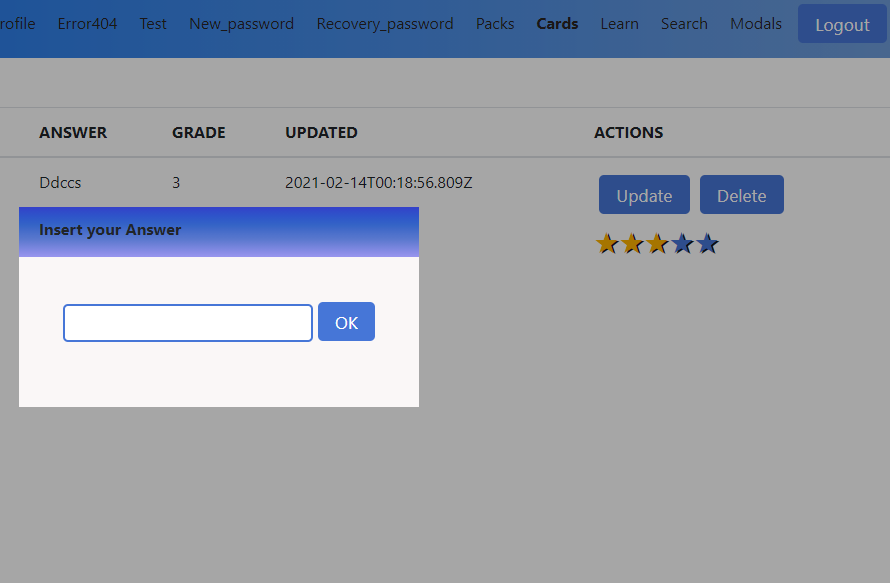 rofile Error404 Test New_password Recovery_password Packs Cards Learn Search Modals Logout
ANSWER GRADE UPDATED ACTIONS
Ddccs 3 2021-02-14T00:18:56.809Z Update Delete
Insert your Answer
OK